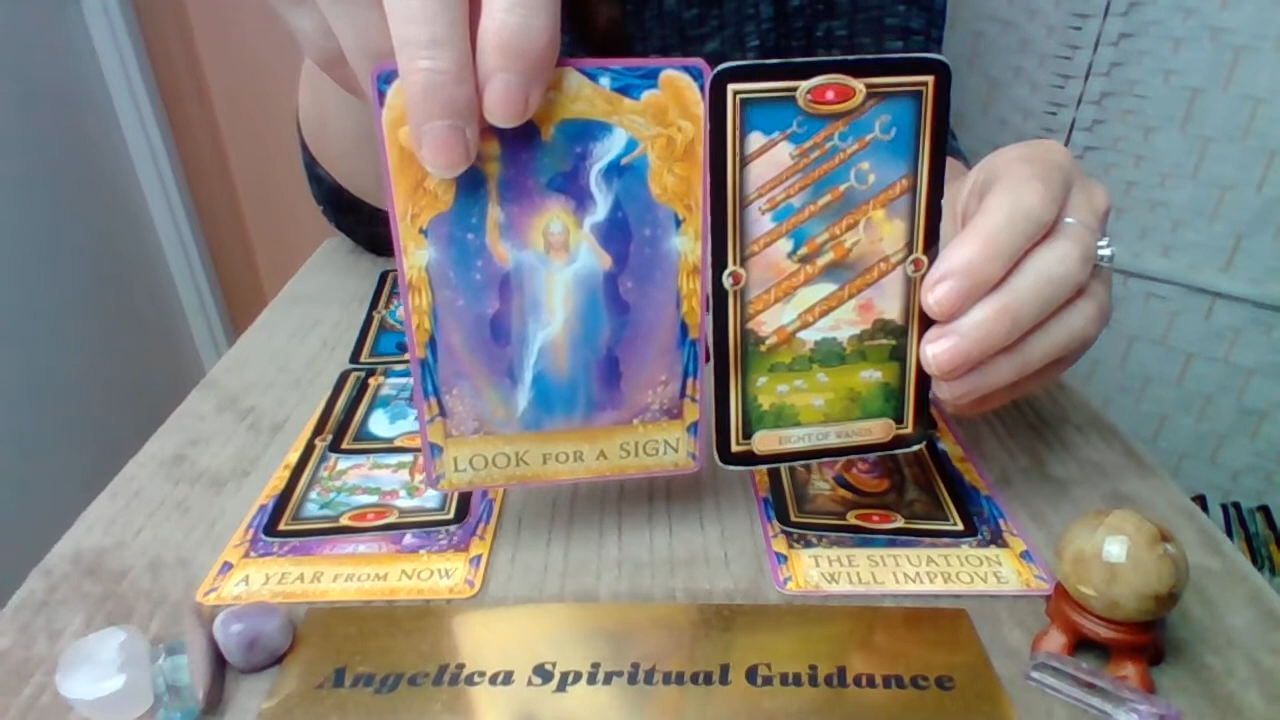 LOOK FOR A SIGN
EIGHT OF WANDS
A YEAR FROM NOW
THE SITUATION
WILL IMPROVE
Angelica Spiritual Guidance